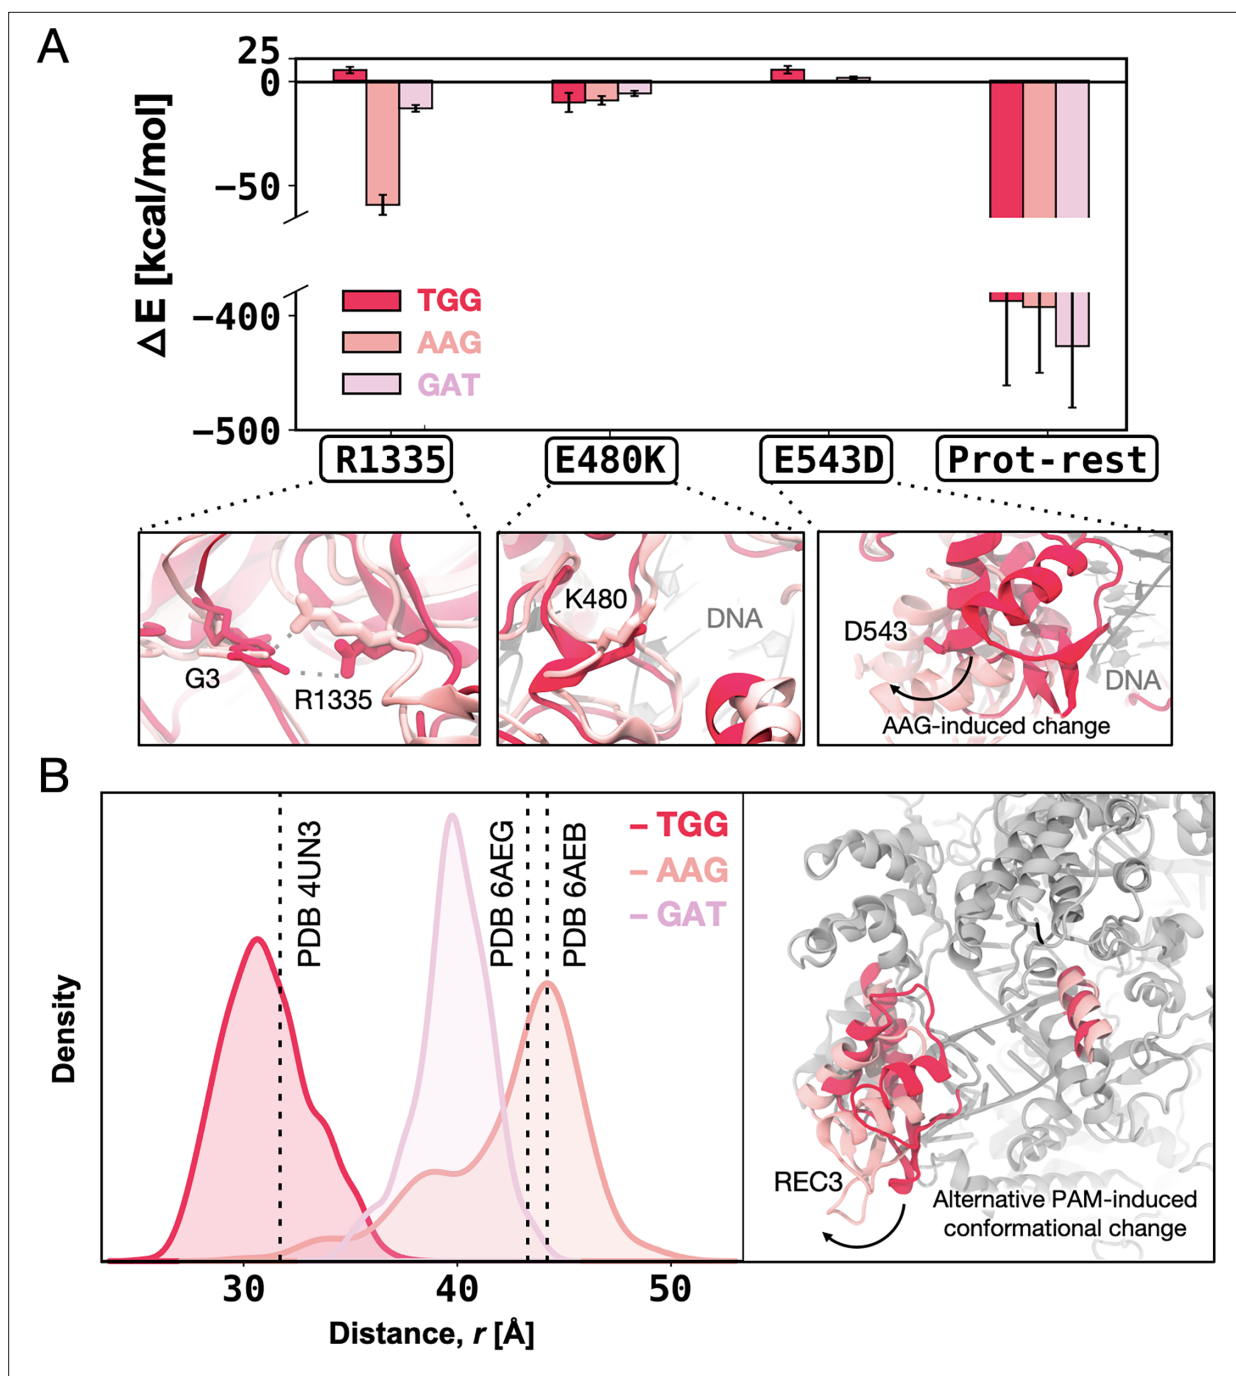 A
25
0
−50
−400
−500
ΔE [kcal/mol]
TGG
AAG
GAT
R1335
E480K
E543D
Prot-rest
G3
R1335
K480
DNA
D543
DNA
AAG-induced change
B
PDB 4UN3
PDB 6AEG
PDB 6AEB
– TGG
– AAG
– GAT
Density
30
40
50
Distance, r [Å]
REC3
Alternative PAM-induced
conformational change